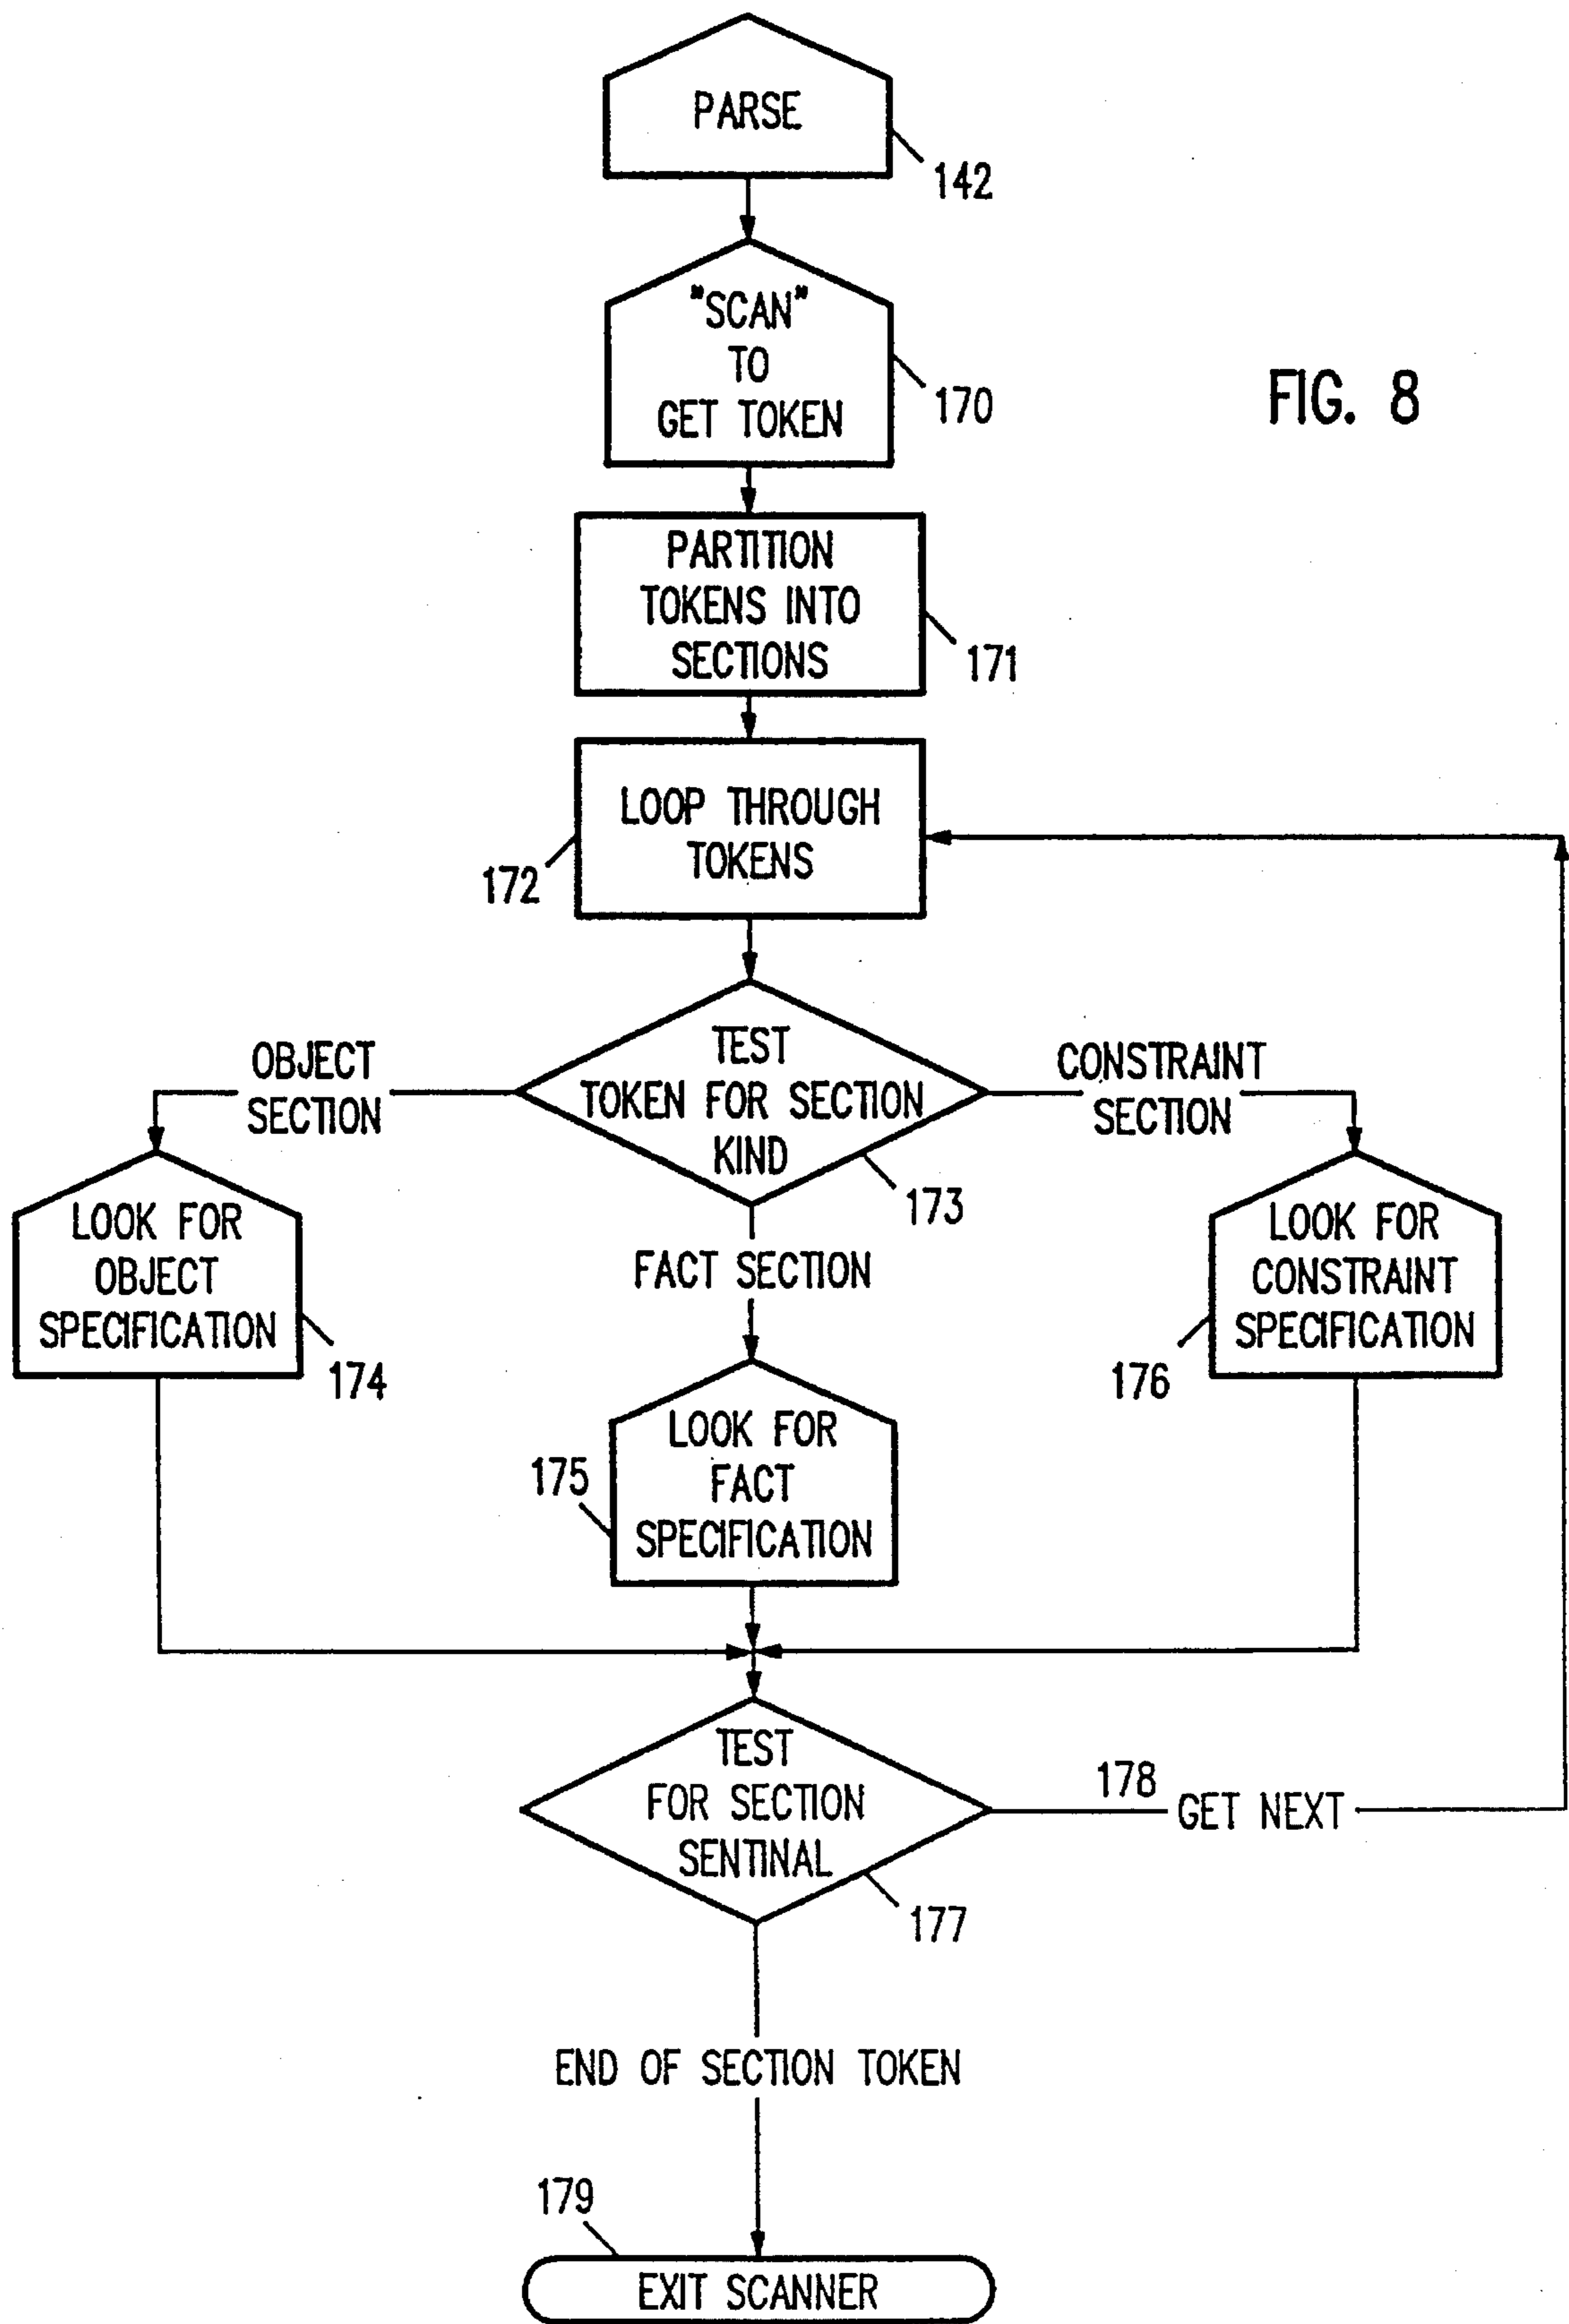 PARSE
142
"SCAN"
TO
GET TOKEN
170
FIG. 8
PARTITION
TOKENS INTO
SECTIONS
171
LOOP THROUGH
TOKENS
172
TEST
TOKEN FOR SECTION
KIND
173
OBJECT
SECTION
CONSTRAINT
SECTION
LOOK FOR
OBJECT
SPECIFICATION
174
FACT SECTION
LOOK FOR
CONSTRAINT
SPECIFICATION
176
LOOK FOR
FACT
SPECIFICATION
175
TEST
FOR SECTION
SENTINAL
177
178
GET NEXT
END OF SECTION TOKEN
179
EXIT SCANNER